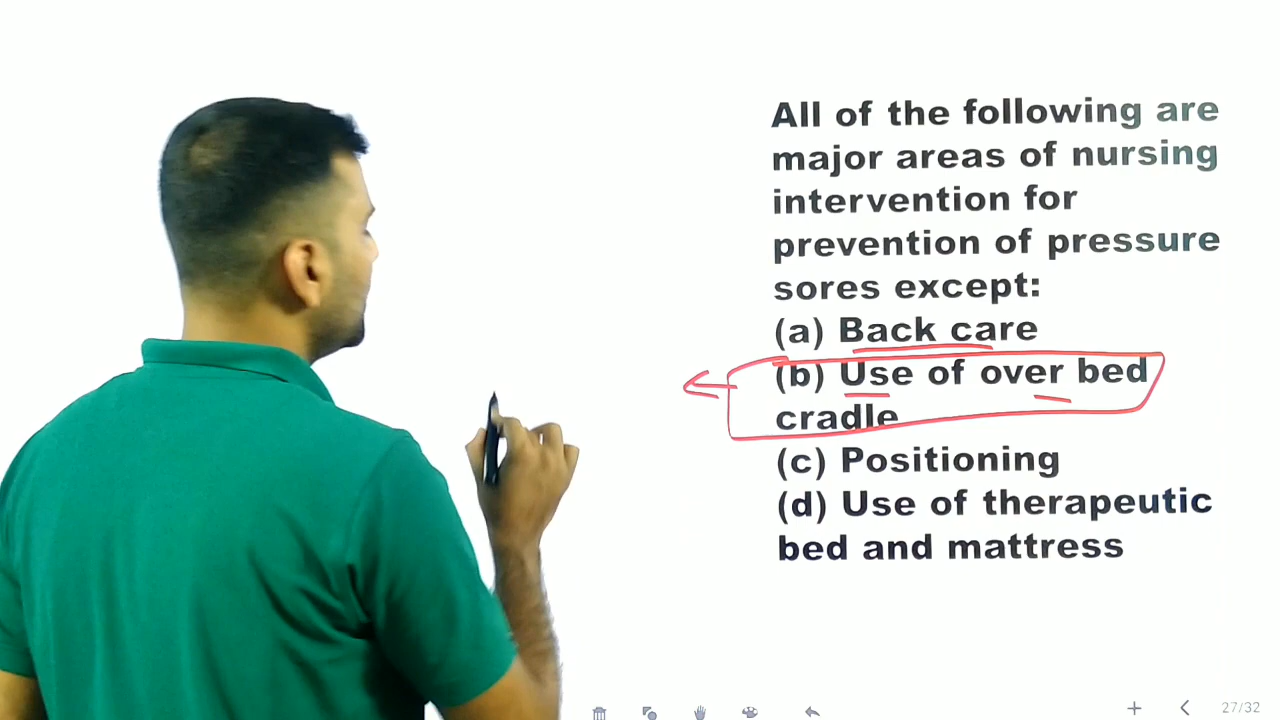 All of the following are
major areas of nursing
intervention for
prevention of pressure
sores except:
(a) Back care
(b) Use of over bed
cradle
(c) Positioning
(d) Use of therapeutic
bed and mattress
27/32